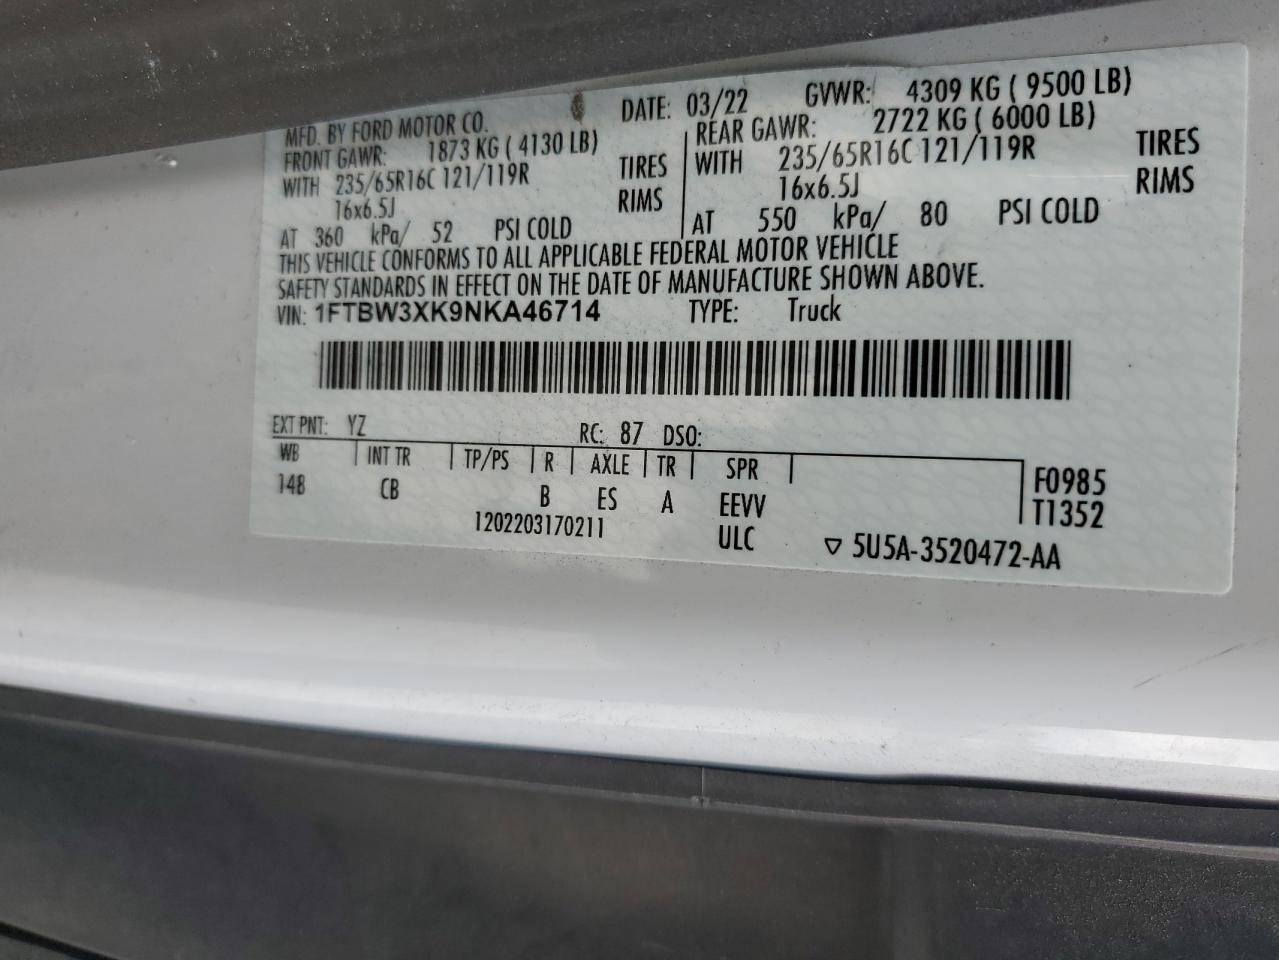 MFD. BY FORD MOTOR CO. DATE: 03/22 GVWR: 4309 KG ( 9500 LB)
FRONT GAWR: 1873 KG ( 4130 LB) REAR GAWR: 2722 KG ( 6000 LB)
WITH 235/65R16C 121/119R TIRES WITH 235/65R16C 121/119R TIRES
16x6.5J RIMS 16x6.5J RIMS
AT 360 kPa/ 52 PSI COLD AT 550 kPa/ 80 PSI COLD
THIS VEHICLE CONFORMS TO ALL APPLICABLE FEDERAL MOTOR VEHICLE
SAFETY STANDARDS IN EFFECT ON THE DATE OF MANUFACTURE SHOWN ABOVE.
VIN: 1FTBW3XK9NKA46714 TYPE: Truck
EXT PNT: YZ RC: 87 DSO:
WB INT TR TP/PS R AXLE TR SPR F0985
148 CB B ES A EEVV T1352
1202203170211 ULC ▽ 5U5A-3520472-AA